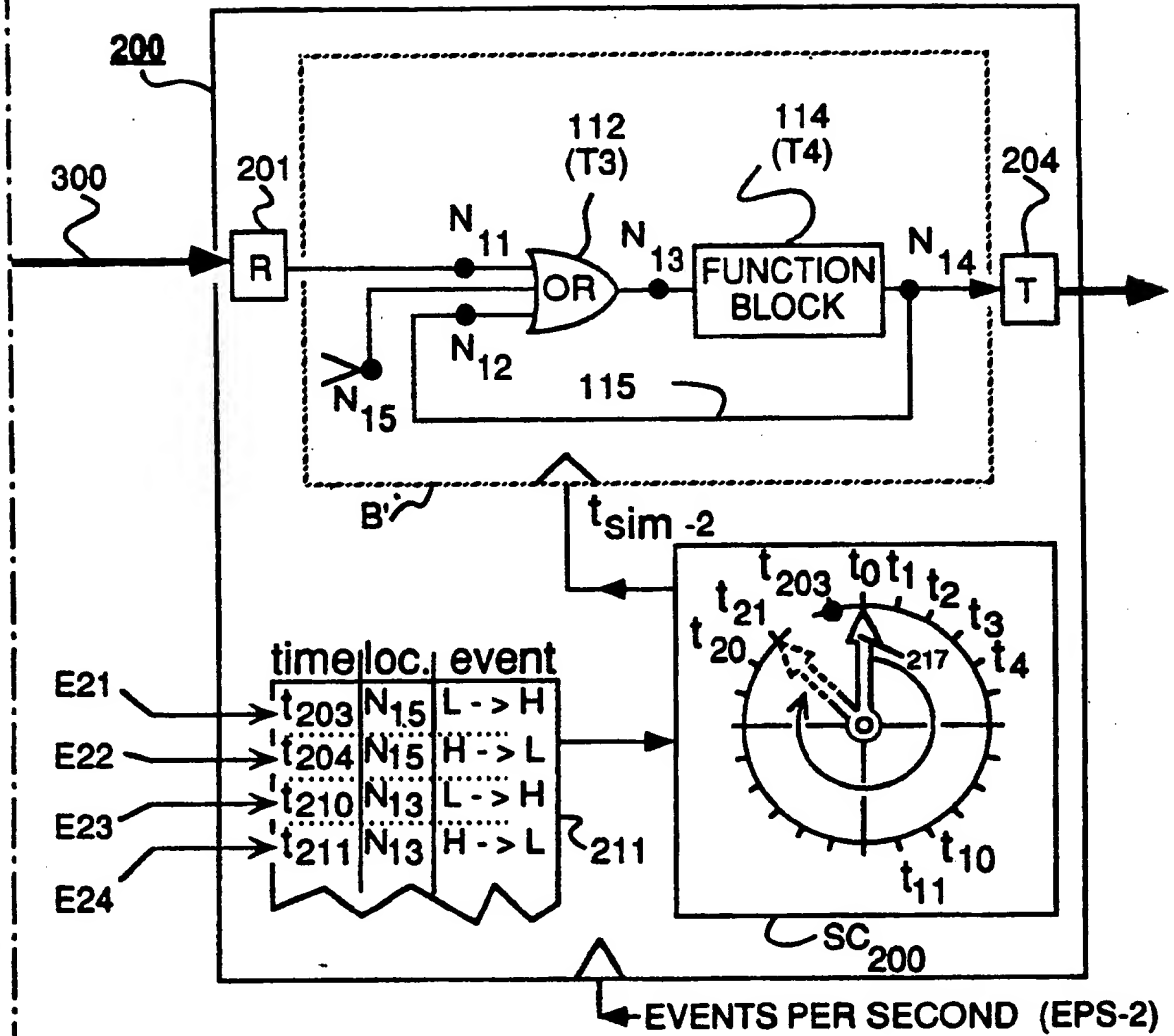 200
300
201
R
112
(T3)
114
(T4)
204
N11
OR
N13
FUNCTION
BLOCK
N14
T
N12
N15
115
B'
tsim -2
t203
t0
t1
t2
t3
t4
t21
t20
217
t10
t11
SC200
time loc. event
E21
t203 N15 L -> H
E22
t204 N15 H -> L
E23
t210 N13 L -> H
E24
t211 N13 H -> L
211
EVENTS PER SECOND (EPS-2)